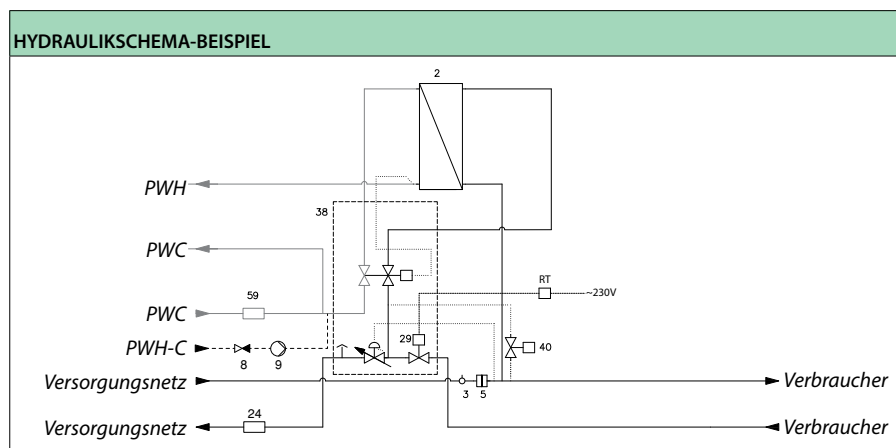 HYDRAULIKSCHEMA-BEISPIEL
2
PWH
38
PWC
RT
~230V
PWC
59
29
40
PWH-C
8
9
Versorgungsnetz
3
5
Verbraucher
Versorgungsnetz
24
Verbraucher